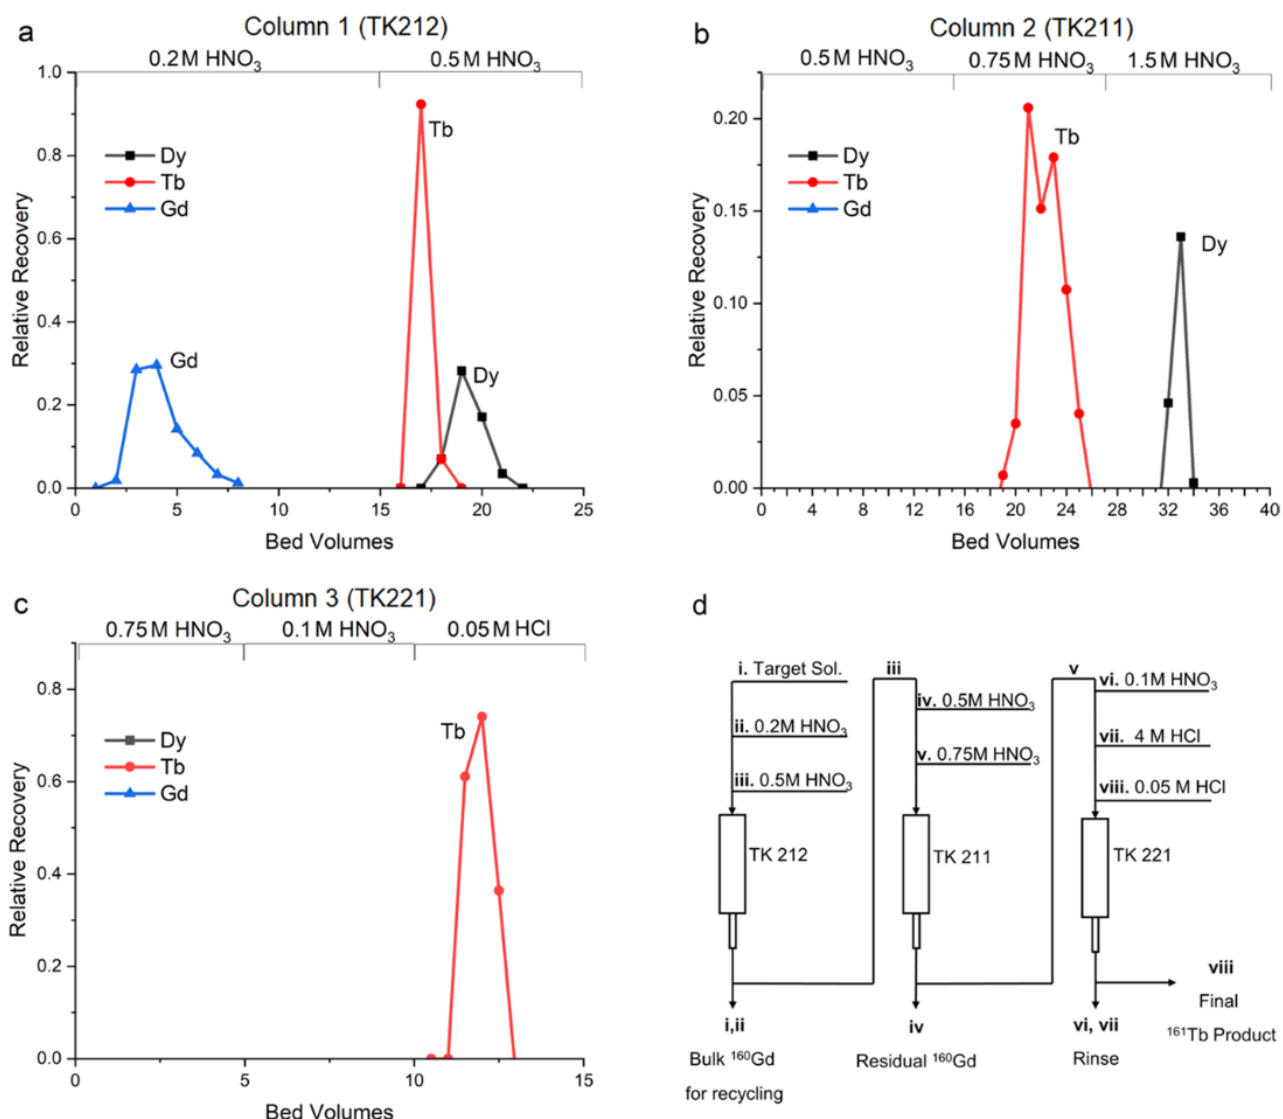 a
Column 1 (TK212)
0.2 M HNO₃ 0.5 M HNO₃
1.0
0.8
0.6
0.4
0.2
0.0
Relative Recovery
Dy
Tb
Gd
Tb
Gd
Dy
0 5 10 15 20 25
Bed Volumes
b
Column 2 (TK211)
0.5 M HNO₃ 0.75 M HNO₃ 1.5 M HNO₃
0.20
0.15
0.10
0.05
0.00
Relative Recovery
Dy
Tb
Gd
Tb
Dy
0 4 8 12 16 20 24 28 32 36 40
Bed Volumes
c
Column 3 (TK221)
0.75 M HNO₃ 0.1 M HNO₃ 0.05 M HCl
0.8
0.6
0.4
0.2
0.0
Relative Recovery
Dy
Tb
Gd
Tb
0 5 10 15
Bed Volumes
d
i. Target Sol.
ii. 0.2M HNO₃
iii. 0.5M HNO₃
TK 212
i,ii
Bulk ¹⁶⁰Gd
for recycling
iii
iv. 0.5M HNO₃
v. 0.75M HNO₃
TK 211
iv
Residual ¹⁶⁰Gd
v
vi. 0.1M HNO₃
vii. 4 M HCl
viii. 0.05 M HCl
TK 221
vi, vii
Rinse
viii
Final
¹⁶¹Tb Product